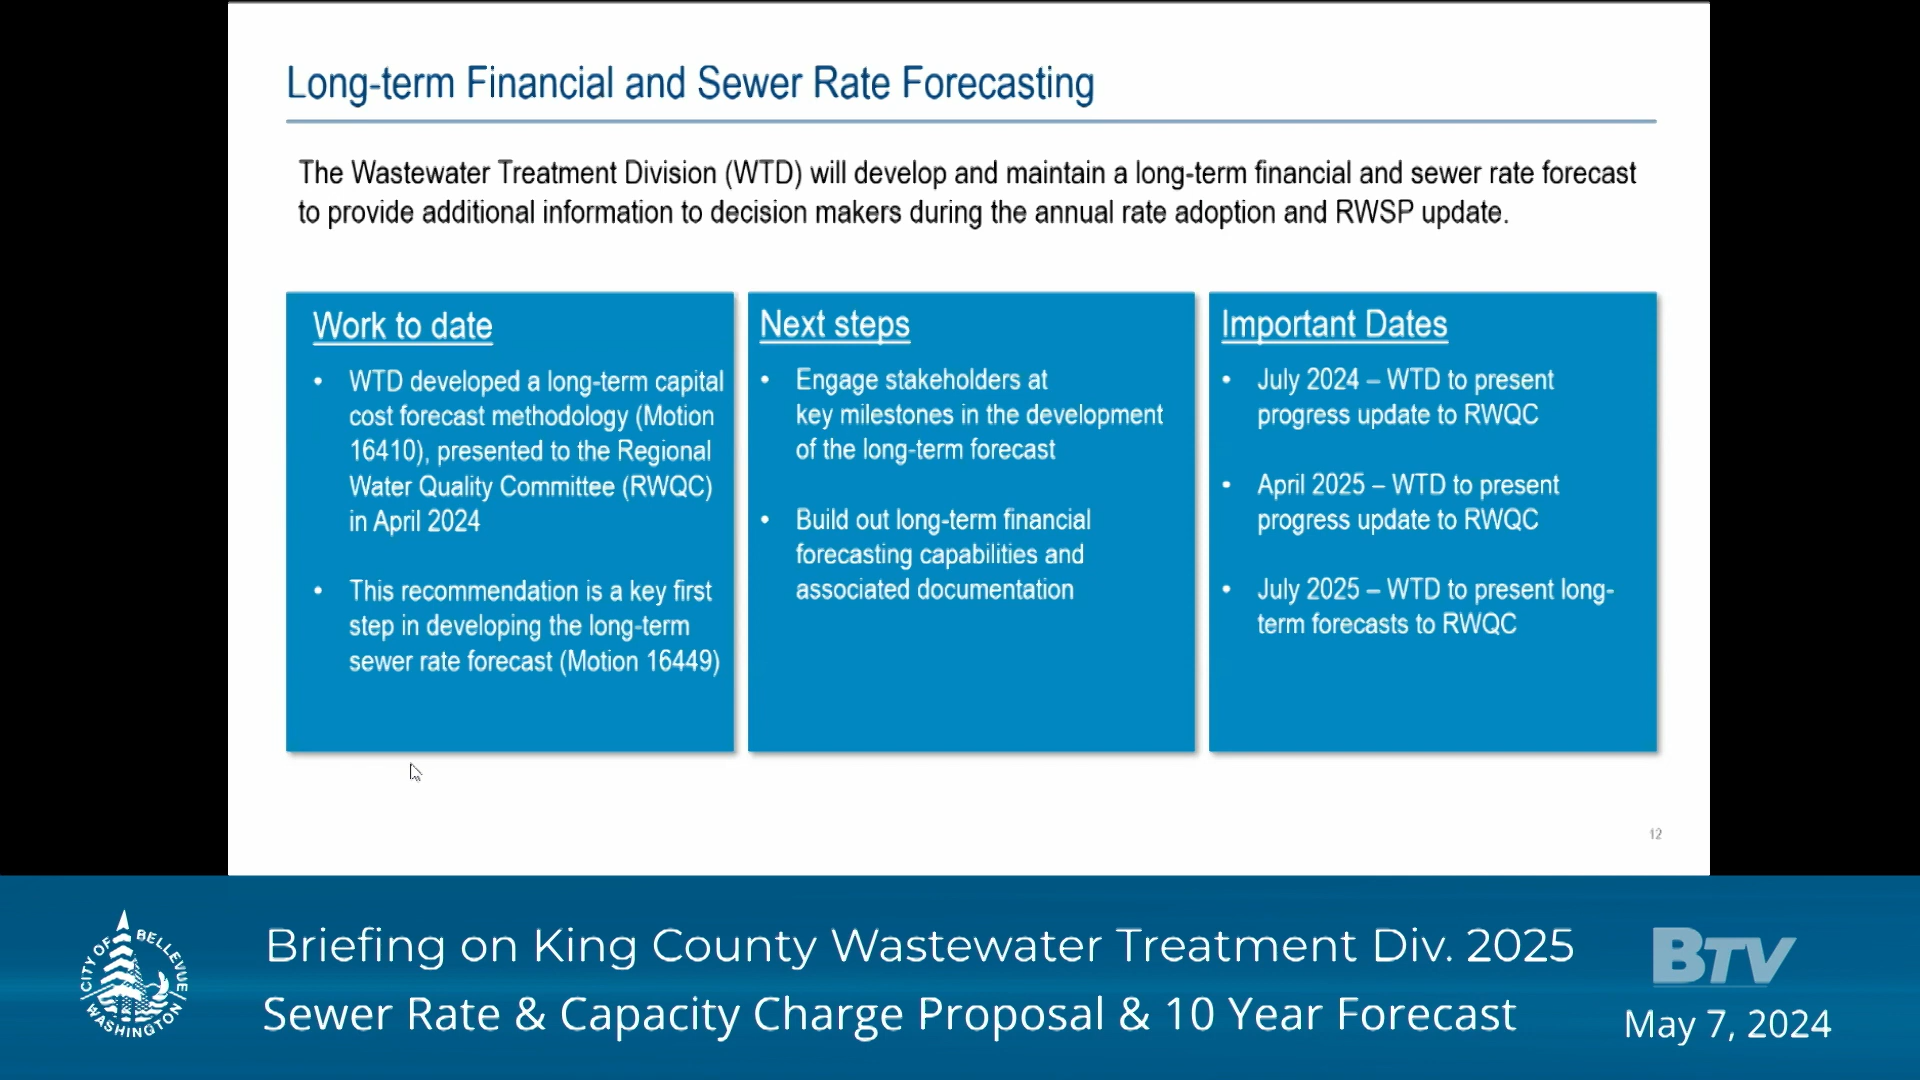 Long-term Financial and Sewer Rate Forecasting
The Wastewater Treatment Division (WTD) will develop and maintain a long-term financial and sewer rate forecast
to provide additional information to decision makers during the annual rate adoption and RWSP update.
Work to date
• WTD developed a long-term capital
cost forecast methodology (Motion
16410), presented to the Regional
Water Quality Committee (RWQC)
in April 2024
• This recommendation is a key first
step in developing the long-term
sewer rate forecast (Motion 16449)
Next steps
• Engage stakeholders at
key milestones in the development
of the long-term forecast
• Build out long-term financial
forecasting capabilities and
associated documentation
Important Dates
• July 2024 – WTD to present
progress update to RWQC
• April 2025 – WTD to present
progress update to RWQC
• July 2025 – WTD to present long-
term forecasts to RWQC
12
CITY OF BELLEVUE
WASHINGTON
Briefing on King County Wastewater Treatment Div. 2025
Sewer Rate & Capacity Charge Proposal & 10 Year Forecast
BTV
May 7, 2024